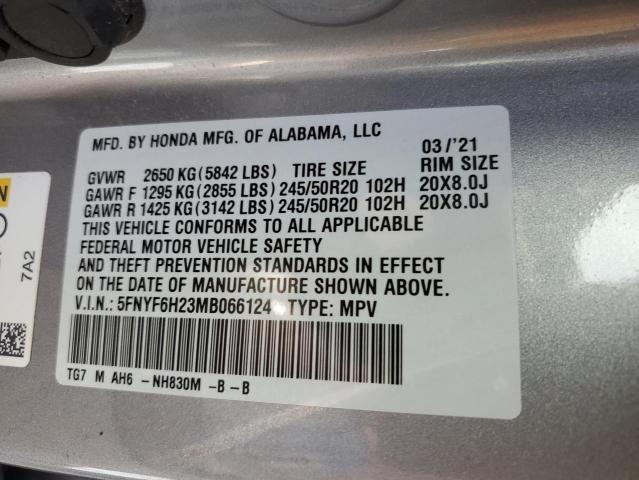 MFD. BY HONDA MFG. OF ALABAMA, LLC 03/'21
GVWR 2650 KG(5842 LBS) TIRE SIZE RIM SIZE
GAWR F 1295 KG(2855 LBS) 245/50R20 102H 20X8.0J
GAWR R 1425 KG(3142 LBS) 245/50R20 102H 20X8.0J
THIS VEHICLE CONFORMS TO ALL APPLICABLE
FEDERAL MOTOR VEHICLE SAFETY
AND THEFT PREVENTION STANDARDS IN EFFECT
ON THE DATE OF MANUFACTURE SHOWN ABOVE.
V.I.N.: 5FNYF6H23MB066124 TYPE: MPV
TG7 M AH6 -NH830M -B-B
7A2